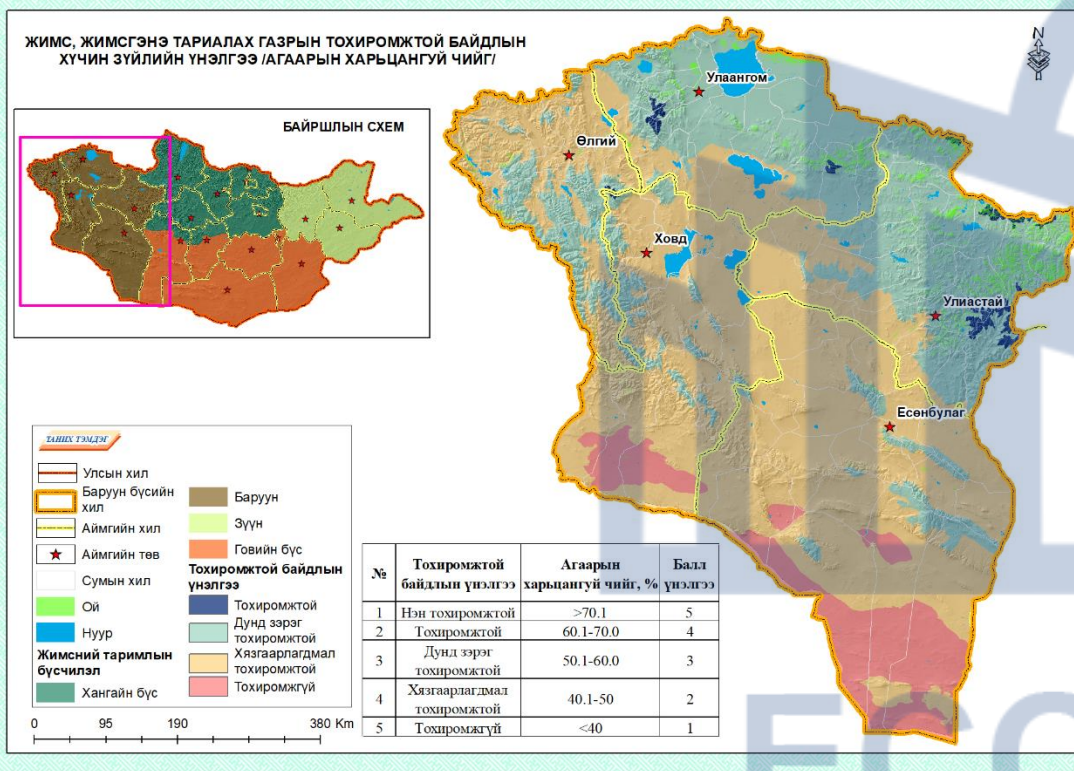 ЖИМС, ЖИМСГЭНЭ ТАРИАЛАХ ГАЗРЫН ТОХИРОМЖТОЙ БАЙДЛЫН
ХҮЧИН ЗҮЙЛИЙН ҮНЭЛГЭЭ /АГААРЫН ХАРЬЦАНГУЙ ЧИЙГ/
БАЙРШЛЫН СХЕМ
N
Улаангом
Өлгий
Ховд
Улиастай
Есөнбулаг
ТАНИХ ТЭМДЭГ
Улсын хил
Баруун бүсийн
хил
Аймгийн хил
Аймгийн төв
Сумын хил
Ой
Нуур
Жимсний таримлын
бүсчилэл
Хангайн бүс
Баруун
Зүүн
Говийн бүс
Тохиромжтой байдлын
үнэлгээ
Тохиромжтой
Дунд зэрэг
тохиромжтой
Хязгаарлагдмал
тохиромжтой
Тохиромжгүй
0 95 190 380 Km
№ Тохиромжтой байдлын үнэлгээ Агаарын харьцангуй чийг, % Балл үнэлгээ
1 Нэн тохиромжтой >70.1 5
2 Тохиромжтой 60.1-70.0 4
3 Дунд зэрэг тохиромжтой 50.1-60.0 3
4 Хязгаарлагдмал тохиромжтой 40.1-50 2
5 Тохиромжгүй <40 1